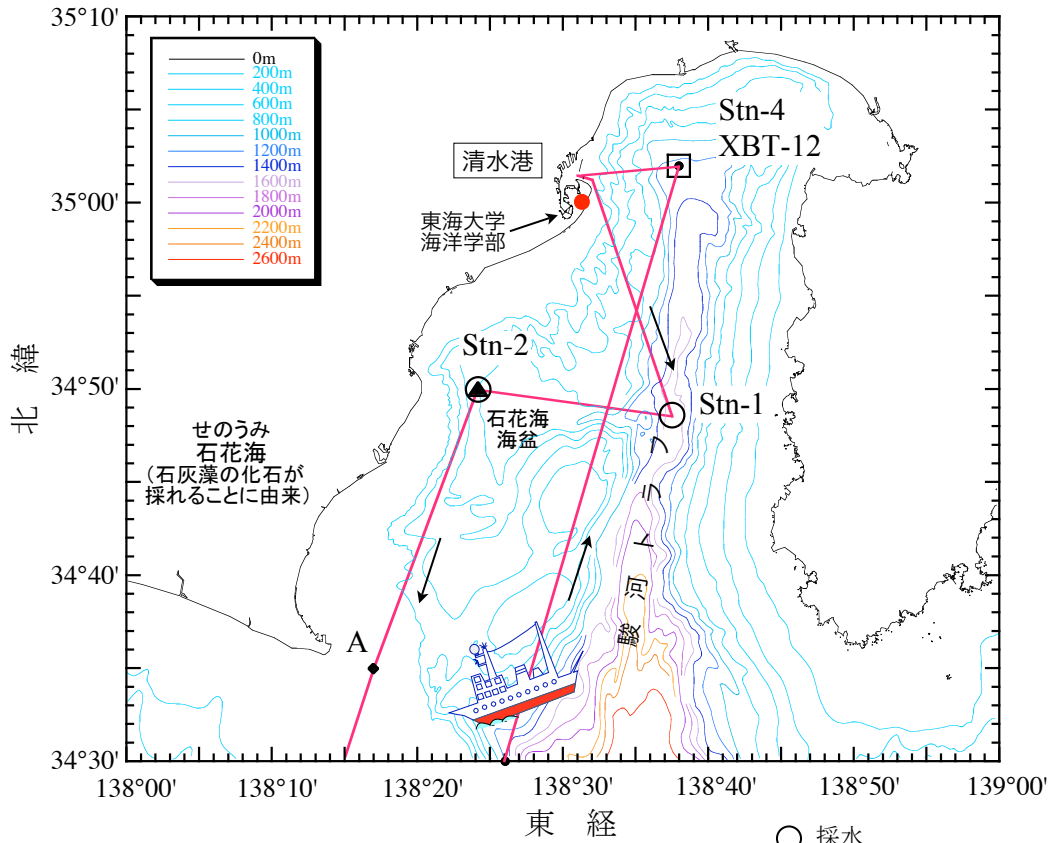 35°10'
35°00'
34°50'
34°40'
34°30'
北 緯
0m
200m
400m
600m
800m
1000m
1200m
1400m
1600m
1800m
2000m
2200m
2400m
2600m
清水港
東海大学
海洋学部
Stn-4
XBT-12
Stn-2
Stn-1
石花海
海盆
せのうみ
石花海
(石灰藻の化石が
採れることに由来)
駿河トラフ
A
138°00'
138°10'
138°20'
138°30'
138°40'
138°50'
139°00'
東 経
採水